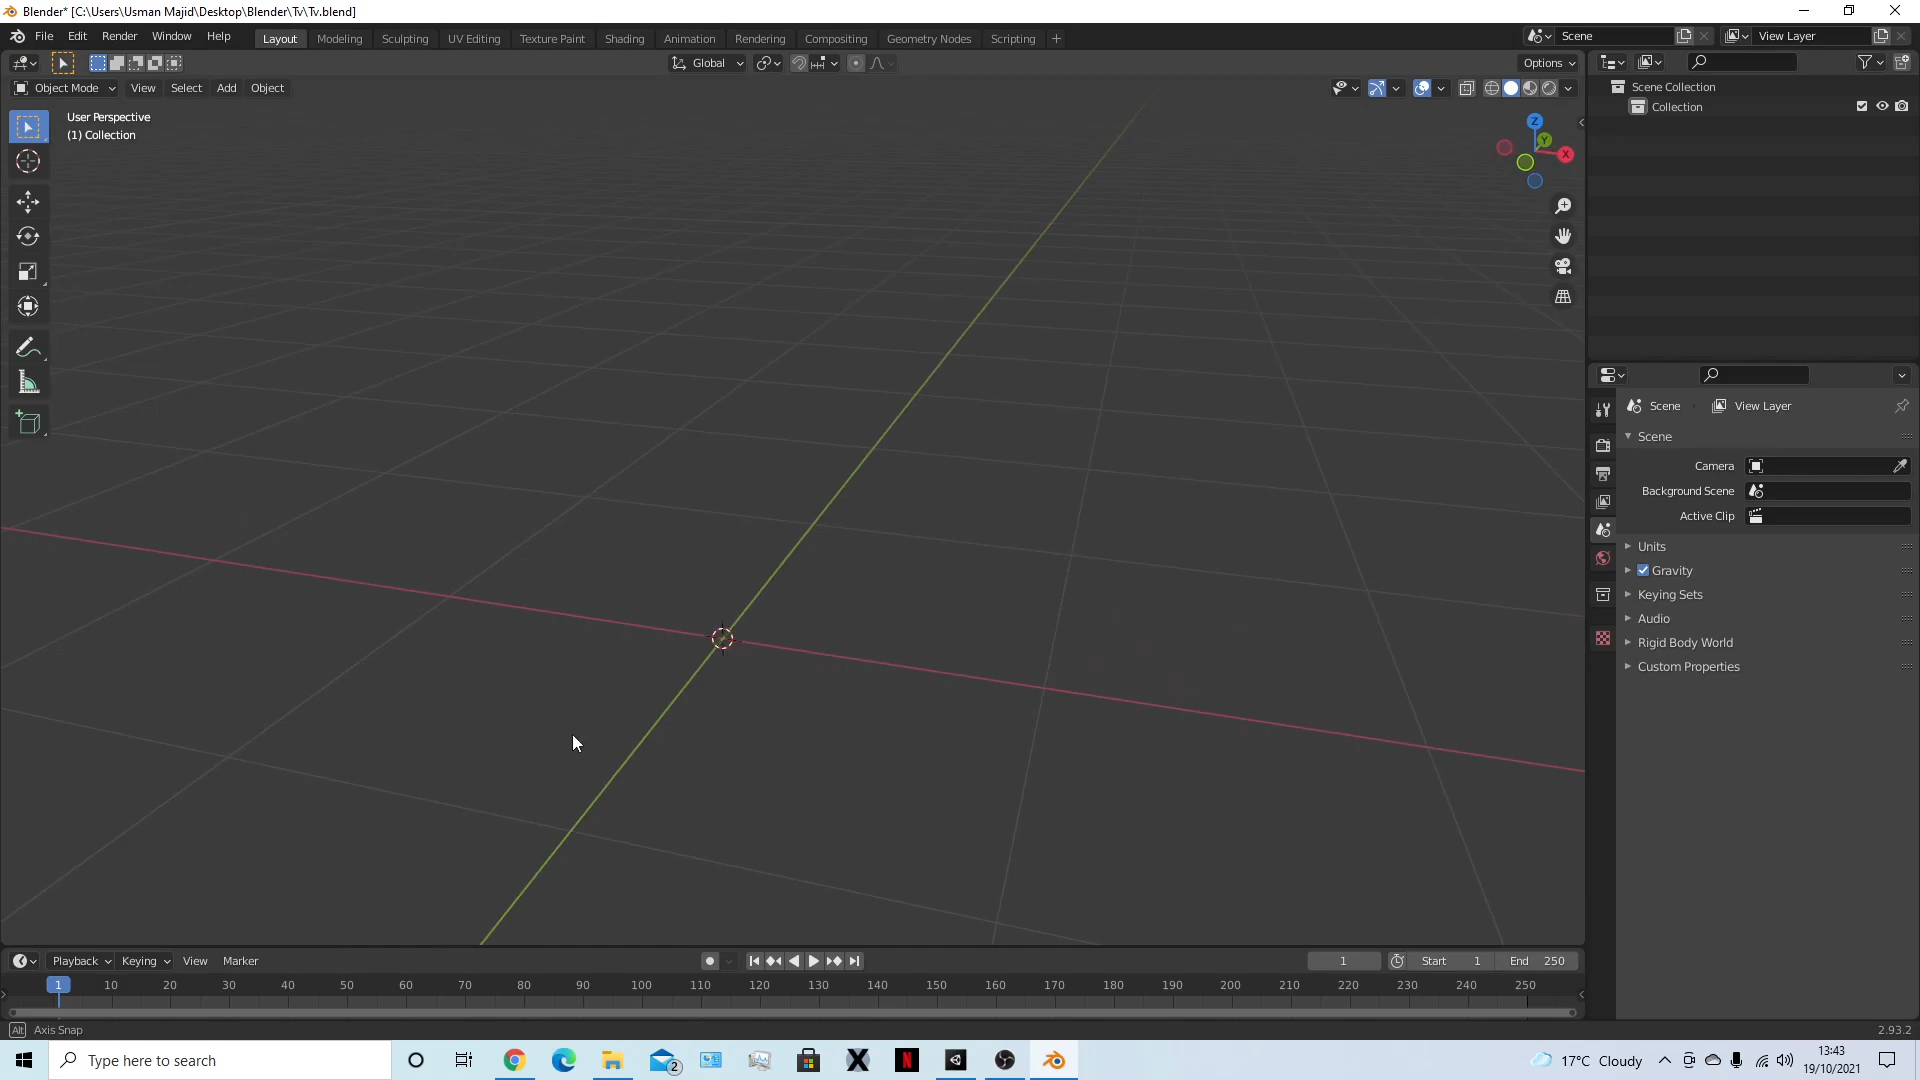 Blender* [C:\Users\Usman Majid\Desktop\Blender\Tv\Tv.blend]
File Edit Render Window Help Layout Modeling Sculpting UV Editing Texture Paint Shading Animation Rendering Compositing Geometry Nodes Scripting + Scene View Layer
Global Options
Object Mode View Select Add Object
User Perspective
(1) Collection
Z
Y
X
Scene Collection
Collection
Scene View Layer
Scene
Camera
Background Scene
Active Clip
Units
Gravity
Keying Sets
Audio
Rigid Body World
Custom Properties
Playback Keying View Marker 1 Start 1 End 250
1 10 20 30 40 50 60 70 80 90 100 110 120 130 140 150 160 170 180 190 200 210 220 230 240 250
Alt Axis Snap 2.93.2
Type here to search 2 X N 17°C Cloudy 13:43
19/10/2021